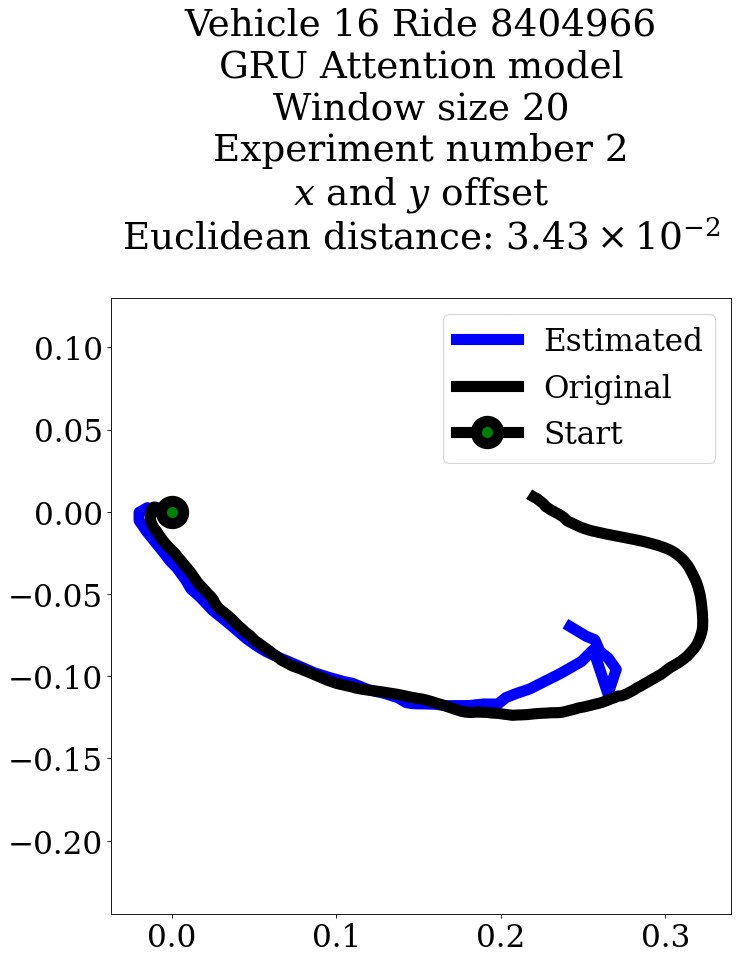 Vehicle 16 Ride 8404966
GRU Attention model
Window size 20
Experiment number 2
x and y offset
Euclidean distance: 3.43 × 10⁻²
Estimated
Original
Start
0.10
0.05
0.00
−0.05
−0.10
−0.15
−0.20
0.0 0.1 0.2 0.3